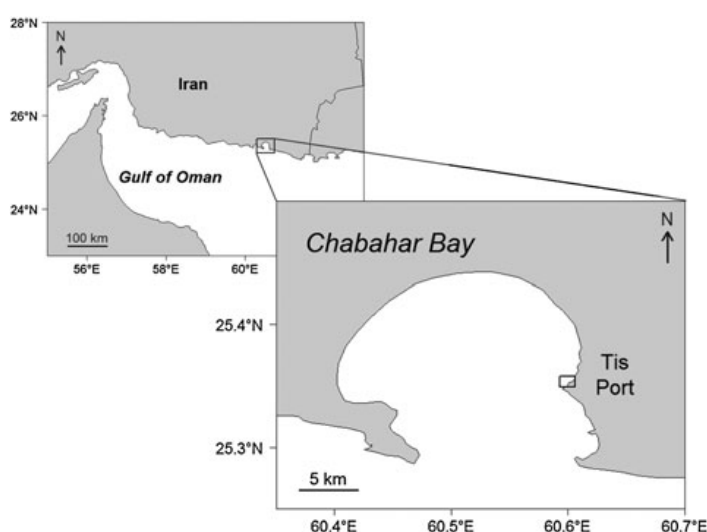 28°N
N
Iran
26°N
Gulf of Oman
24°N
100 km
56°E
58°E
60°E
N
Chabahar Bay
25.4°N
Tis
Port
25.3°N
5 km
60.4°E
60.5°E
60.6°E
60.7°E